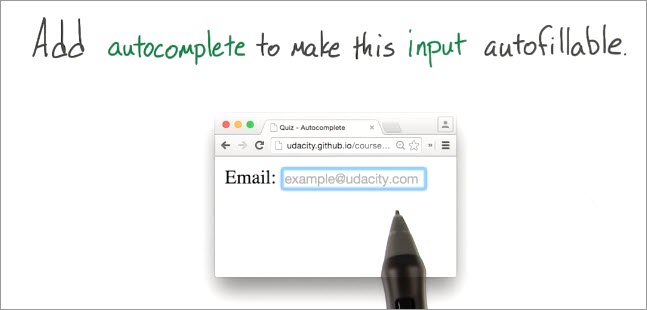 Add autocomplete to make this input autofillable.
Quiz - Autocomplete
udacity.github.io/course...
Email: example@udacity.com